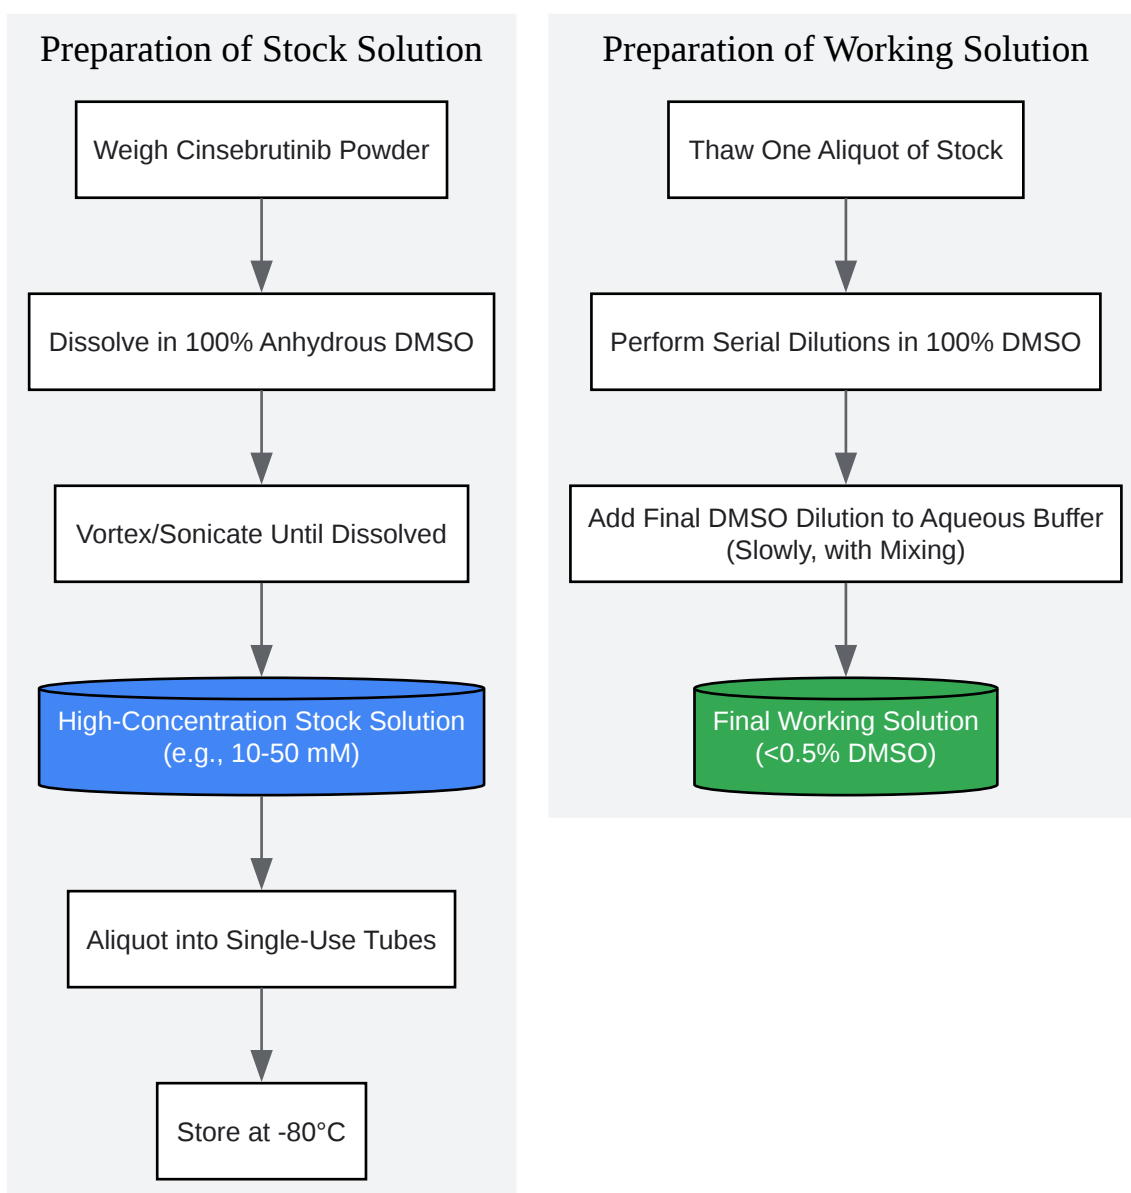 Preparation of Stock Solution
Weigh Cinsebrutinib Powder
Dissolve in 100% Anhydrous DMSO
Vortex/Sonicate Until Dissolved
High-Concentration Stock Solution
(e.g., 10-50 mM)
Aliquot into Single-Use Tubes
Store at -80°C
Preparation of Working Solution
Thaw One Aliquot of Stock
Perform Serial Dilutions in 100% DMSO
Add Final DMSO Dilution to Aqueous Buffer
(Slowly, with Mixing)
Final Working Solution
(<0.5% DMSO)